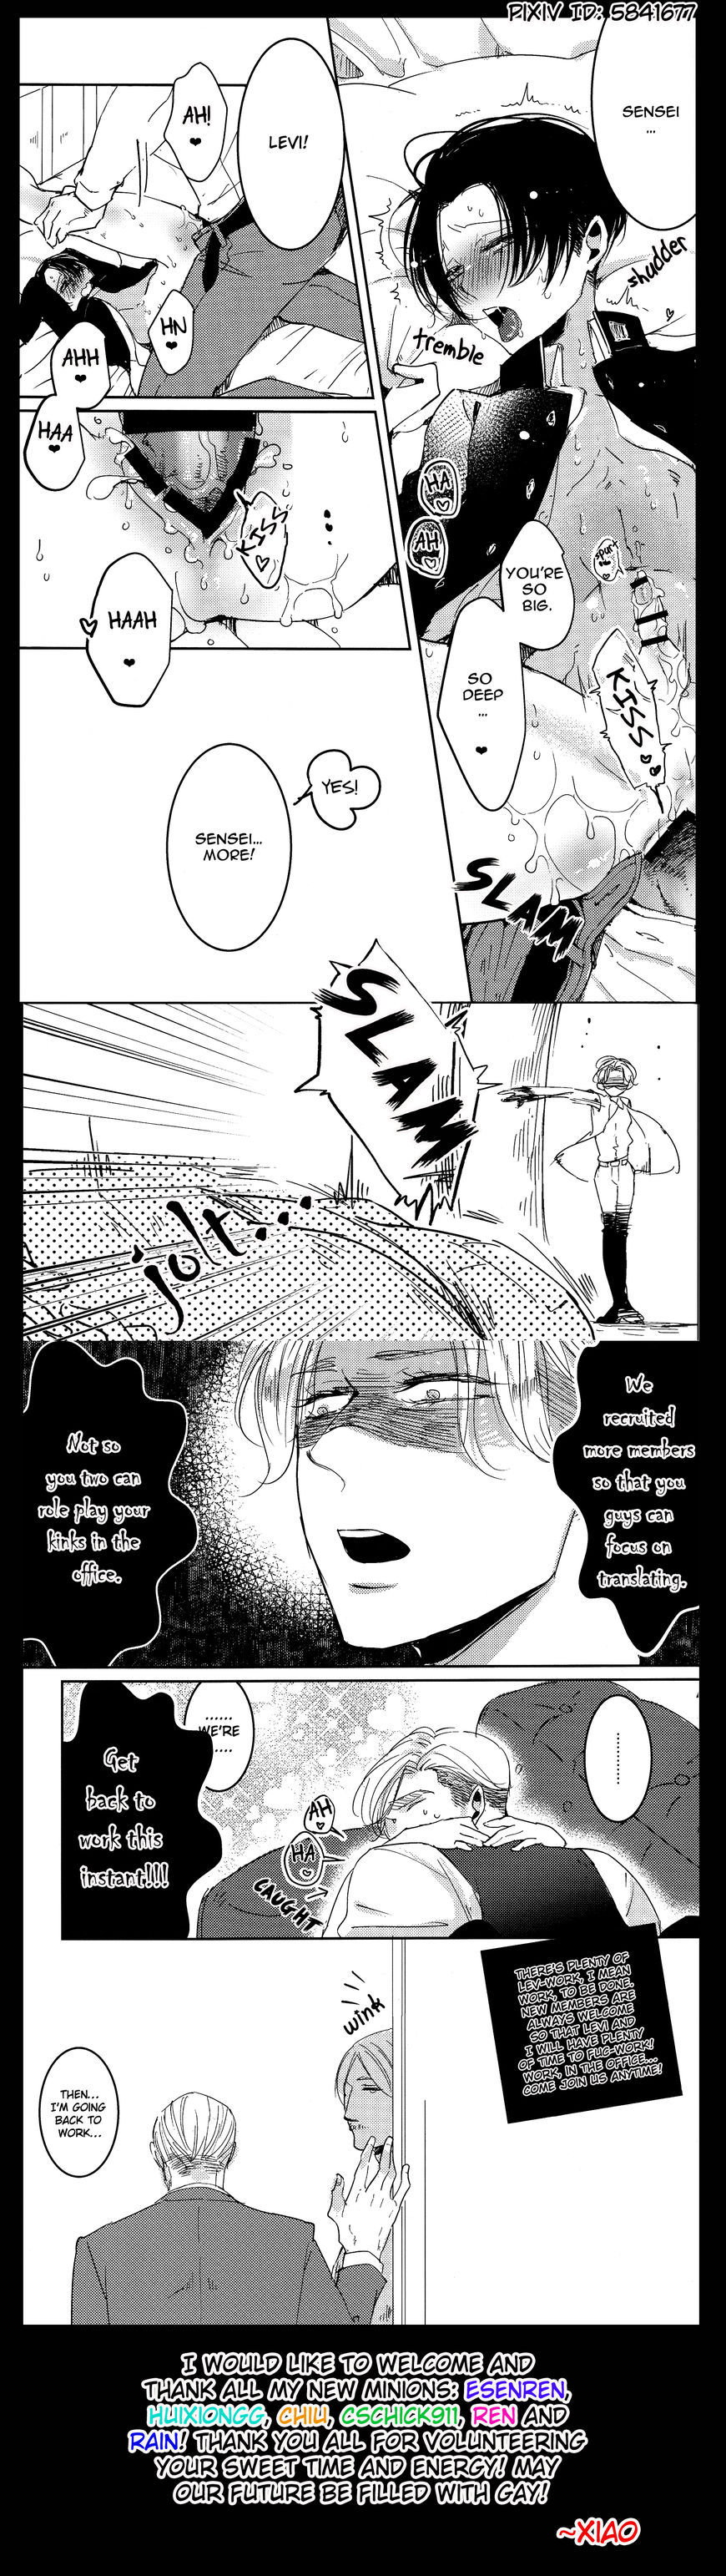 PIXIV ID: 5841677
SENSEI
...
LEVI!
AH!
shudder
tremble
HN
AHH
HAA
HA
AH
YOU'RE
SO
BIG.
spurt
KISS
SO
DEEP
...
KISS
HAAH
YES!
SENSEI...
MORE!
SLAM
SLAM
jolt...
We
recruited
more members
so that you
guys can
focus on
translating.
Not so
you two can
role play your
kinks in the
office.
..........
......
WE'RE
.....
AH
HA
CAUGHT
Get
back to
work this
instant!!!
THERE'S PLENTY OF
LEV-WORK, I MEAN
WORK, TO BE DONE.
NEW MEMBERS ARE
ALWAYS WELCOME
SO THAT LEVI AND
I WILL HAVE PLENTY
OF TIME TO FUC-WORK!
WORK, IN THE OFFICE...
COME JOIN US ANYTIME!
wink
THEN...
I'M GOING
BACK TO
WORK...
I WOULD LIKE TO WELCOME AND
THANK ALL MY NEW MINIONS: ESENREN,
HUIXIONGG, CHIU, CSCHICK911, REN AND
RAIN! THANK YOU ALL FOR VOLUNTEERING
YOUR SWEET TIME AND ENERGY! MAY
OUR FUTURE BE FILLED WITH GAY!
~XIAO